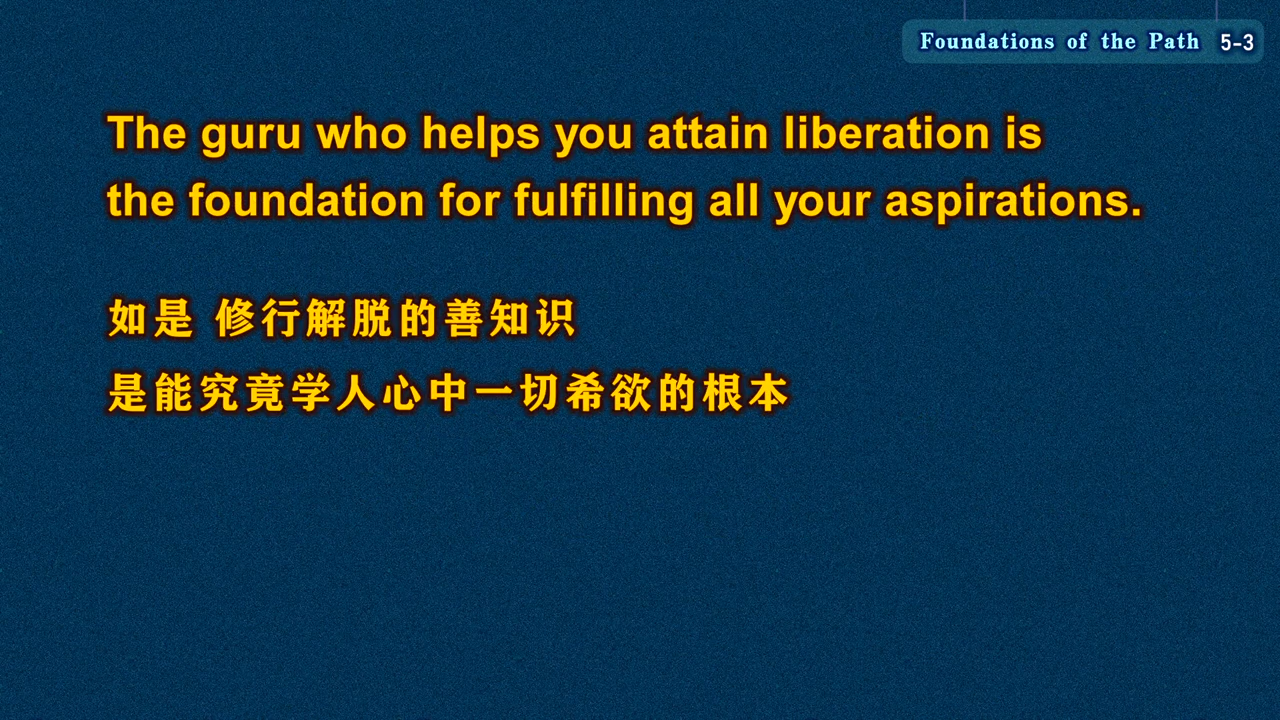 Foundations of the Path 5-3
The guru who helps you attain liberation is
the foundation for fulfilling all your aspirations.
如是 修行解脱的善知识
是能究竟学人心中一切希欲的根本